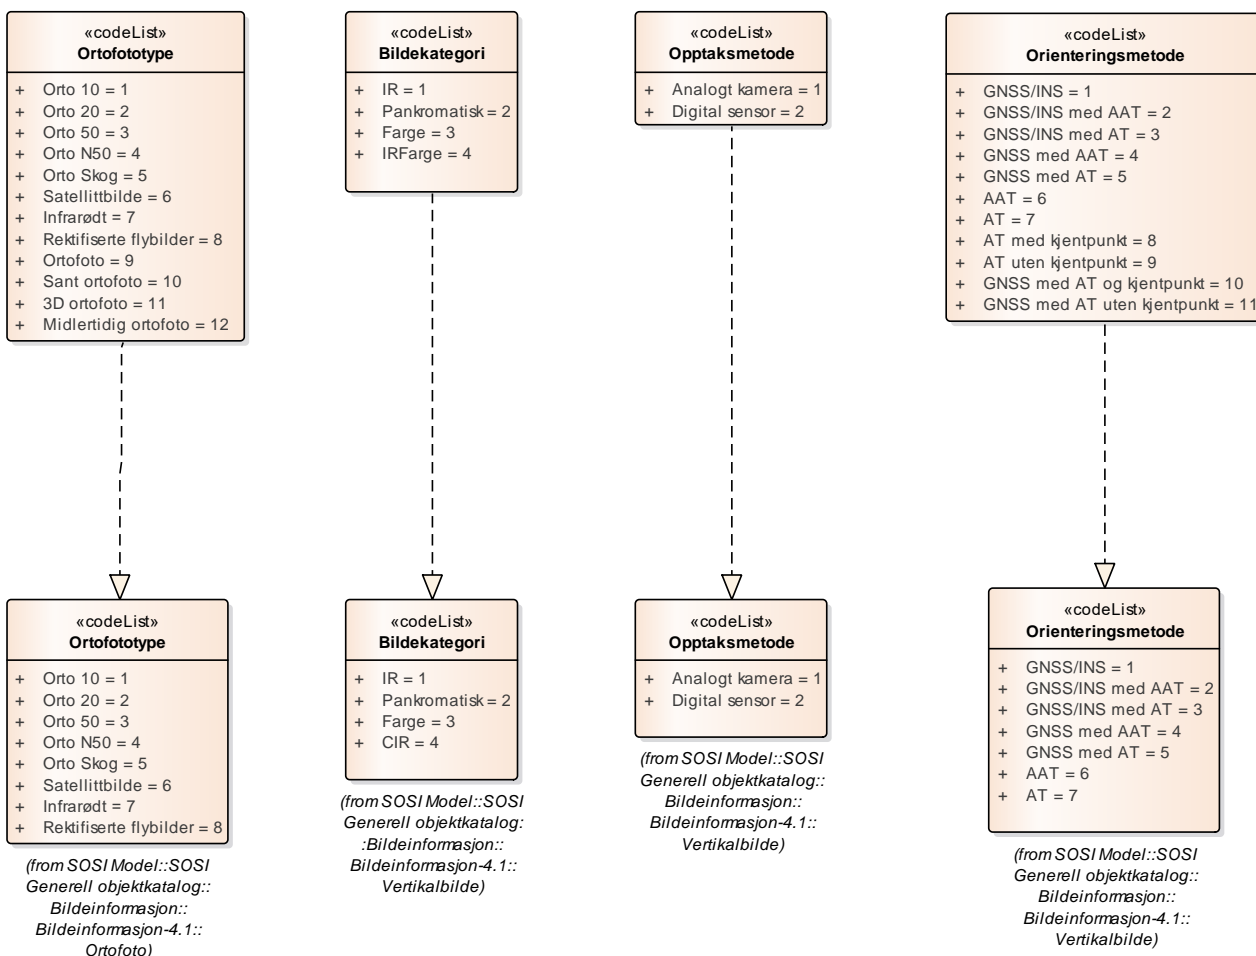 «codeList»
Ortofototype
+ Orto 10 = 1
+ Orto 20 = 2
+ Orto 50 = 3
+ Orto N50 = 4
+ Orto Skog = 5
+ Satellittbilde = 6
+ Infrarødt = 7
+ Rektifiserte flybilder = 8
+ Ortofoto = 9
+ Sant ortofoto = 10
+ 3D ortofoto = 11
+ Midlertidig ortofoto = 12
«codeList»
Bildekategori
+ IR = 1
+ Pankromatisk = 2
+ Farge = 3
+ IRFarge = 4
«codeList»
Opptaksmetode
+ Analogt kamera = 1
+ Digital sensor = 2
«codeList»
Orienteringsmetode
+ GNSS/INS = 1
+ GNSS/INS med AAT = 2
+ GNSS/INS med AT = 3
+ GNSS med AAT = 4
+ GNSS med AT = 5
+ AAT = 6
+ AT = 7
+ AT med kjentpunkt = 8
+ AT uten kjentpunkt = 9
+ GNSS med AT og kjentpunkt = 10
+ GNSS med AT uten kjentpunkt = 11
«codeList»
Ortofototype
+ Orto 10 = 1
+ Orto 20 = 2
+ Orto 50 = 3
+ Orto N50 = 4
+ Orto Skog = 5
+ Satellittbilde = 6
+ Infrarødt = 7
+ Rektifiserte flybilder = 8
(from SOSI Model::SOSI
Generell objektkatalog::
Bildeinformasjon::
Bildeinformasjon-4.1::
Ortofoto)
«codeList»
Bildekategori
+ IR = 1
+ Pankromatisk = 2
+ Farge = 3
+ CIR = 4
(from SOSI Model::SOSI
Generell objektkatalog:
:Bildeinformasjon::
Bildeinformasjon-4.1::
Vertikalbilde)
«codeList»
Opptaksmetode
+ Analogt kamera = 1
+ Digital sensor = 2
(from SOSI Model::SOSI
Generell objektkatalog::
Bildeinformasjon::
Bildeinformasjon-4.1::
Vertikalbilde)
«codeList»
Orienteringsmetode
+ GNSS/INS = 1
+ GNSS/INS med AAT = 2
+ GNSS/INS med AT = 3
+ GNSS med AAT = 4
+ GNSS med AT = 5
+ AAT = 6
+ AT = 7
(from SOSI Model::SOSI
Generell objektkatalog::
Bildeinformasjon::
Bildeinformasjon-4.1::
Vertikalbilde)